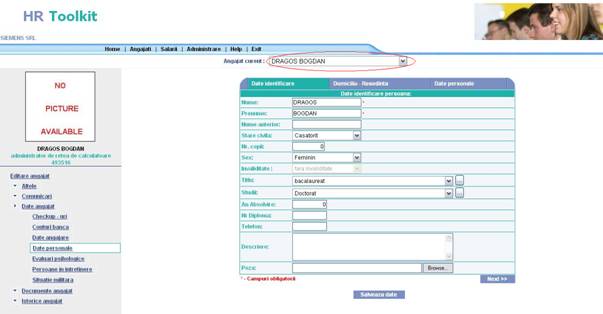 HR Toolkit
SIEMENS SRL
Home | Angajati | Salarii | Administrare | Help | Exit
Angajat curent : DRAGOS BOGDAN
NO
PICTURE
AVAILABLE
DRAGOS BOGDAN
administrator de retea de calculatoare
493516
Editare angajat
Altele
Comunicari
Date angajat
Checkup - uri
Conturi banca
Date angajare
Date personale
Evaluari psihologice
Persoane in intretinere
Situatie militara
Documente angajat
Istorice angajat
Date identificare Domiciliu - Resedinta Date personale
Date identificare persoana:
Nume: DRAGOS *
Prenume: BOGDAN *
Nume anterior:
Stare civila: Casatorit
Nr. copii: 0
Sex: Feminin
Invaliditate : fara invaliditate
Titlu: bacalaureat ...
Studii: Doctorat ...
An Absolvire: 0
Nr Diploma:
Telefon:
Descriere:
Poza: Browse...
* - Campuri obligatorii Next >>
Salveaza date